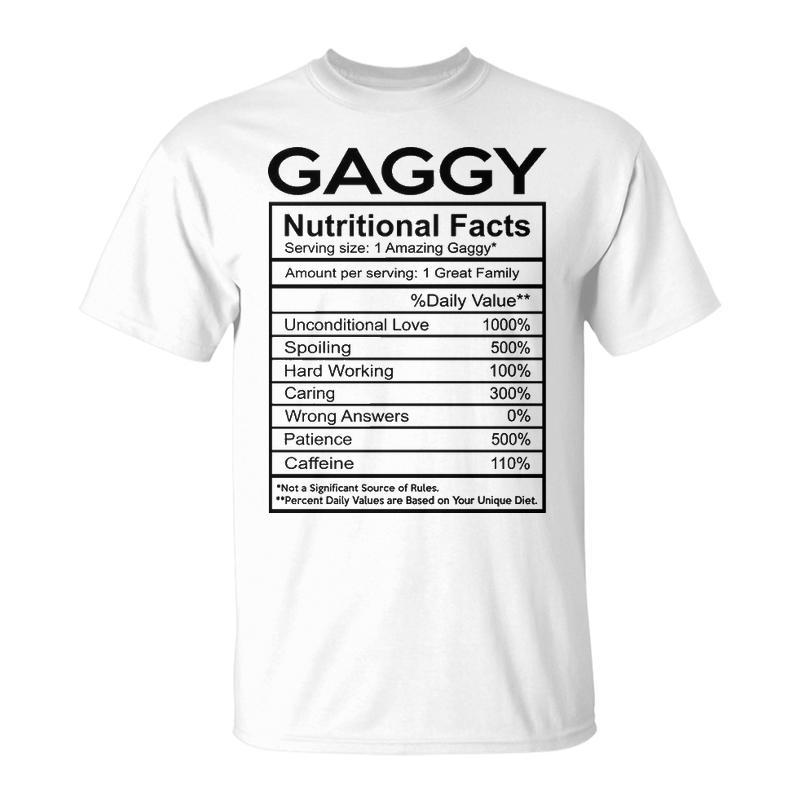 GAGGY
Nutritional Facts
Serving size: 1 Amazing Gaggy*
Amount per serving: 1 Great Family
%Daily Value**
Unconditional Love 1000%
Spoiling 500%
Hard Working 100%
Caring 300%
Wrong Answers 0%
Patience 500%
Caffeine 110%
*Not a Significant Source of Rules.
**Percent Daily Values are Based on Your Unique Diet.